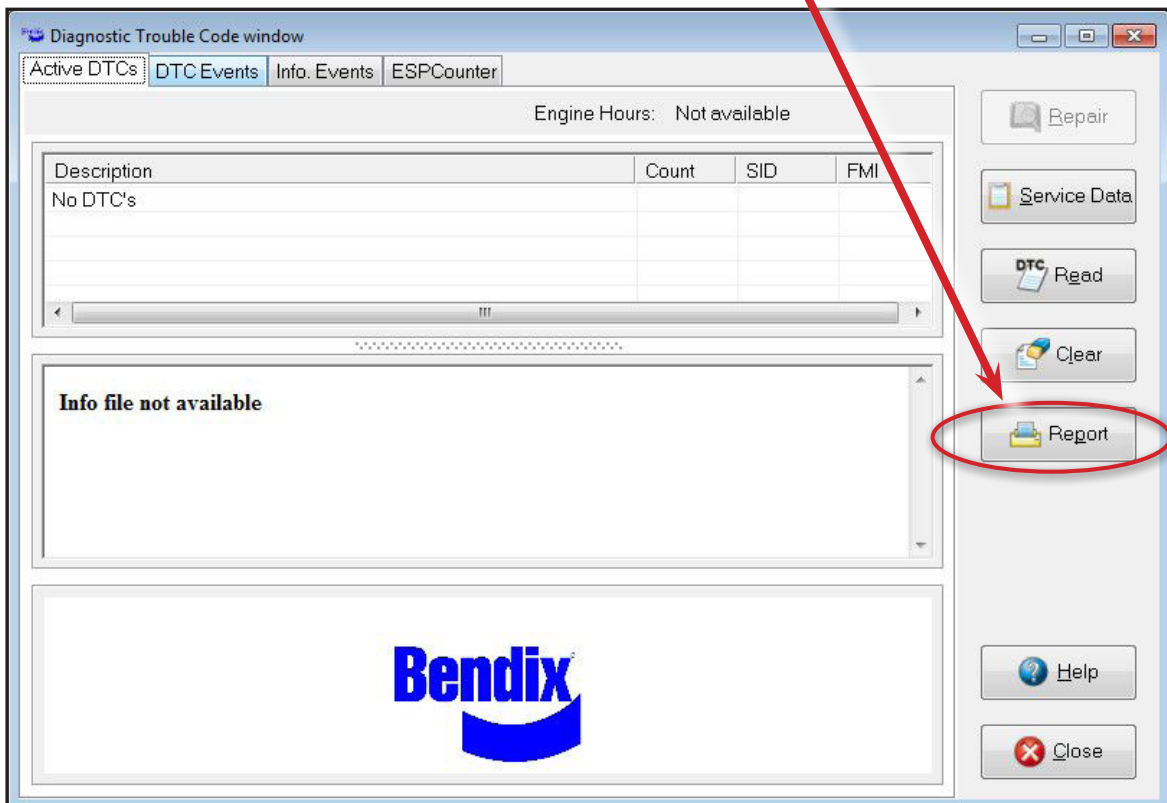 Diagnostic Trouble Code window
Active DTCs DTC Events Info. Events ESPCounter
Engine Hours: Not available
Repair
Description Count SID FMI
No DTC's
Service Data
DTC Read
Clear
Info file not available
Report
Bendix
Help
Close